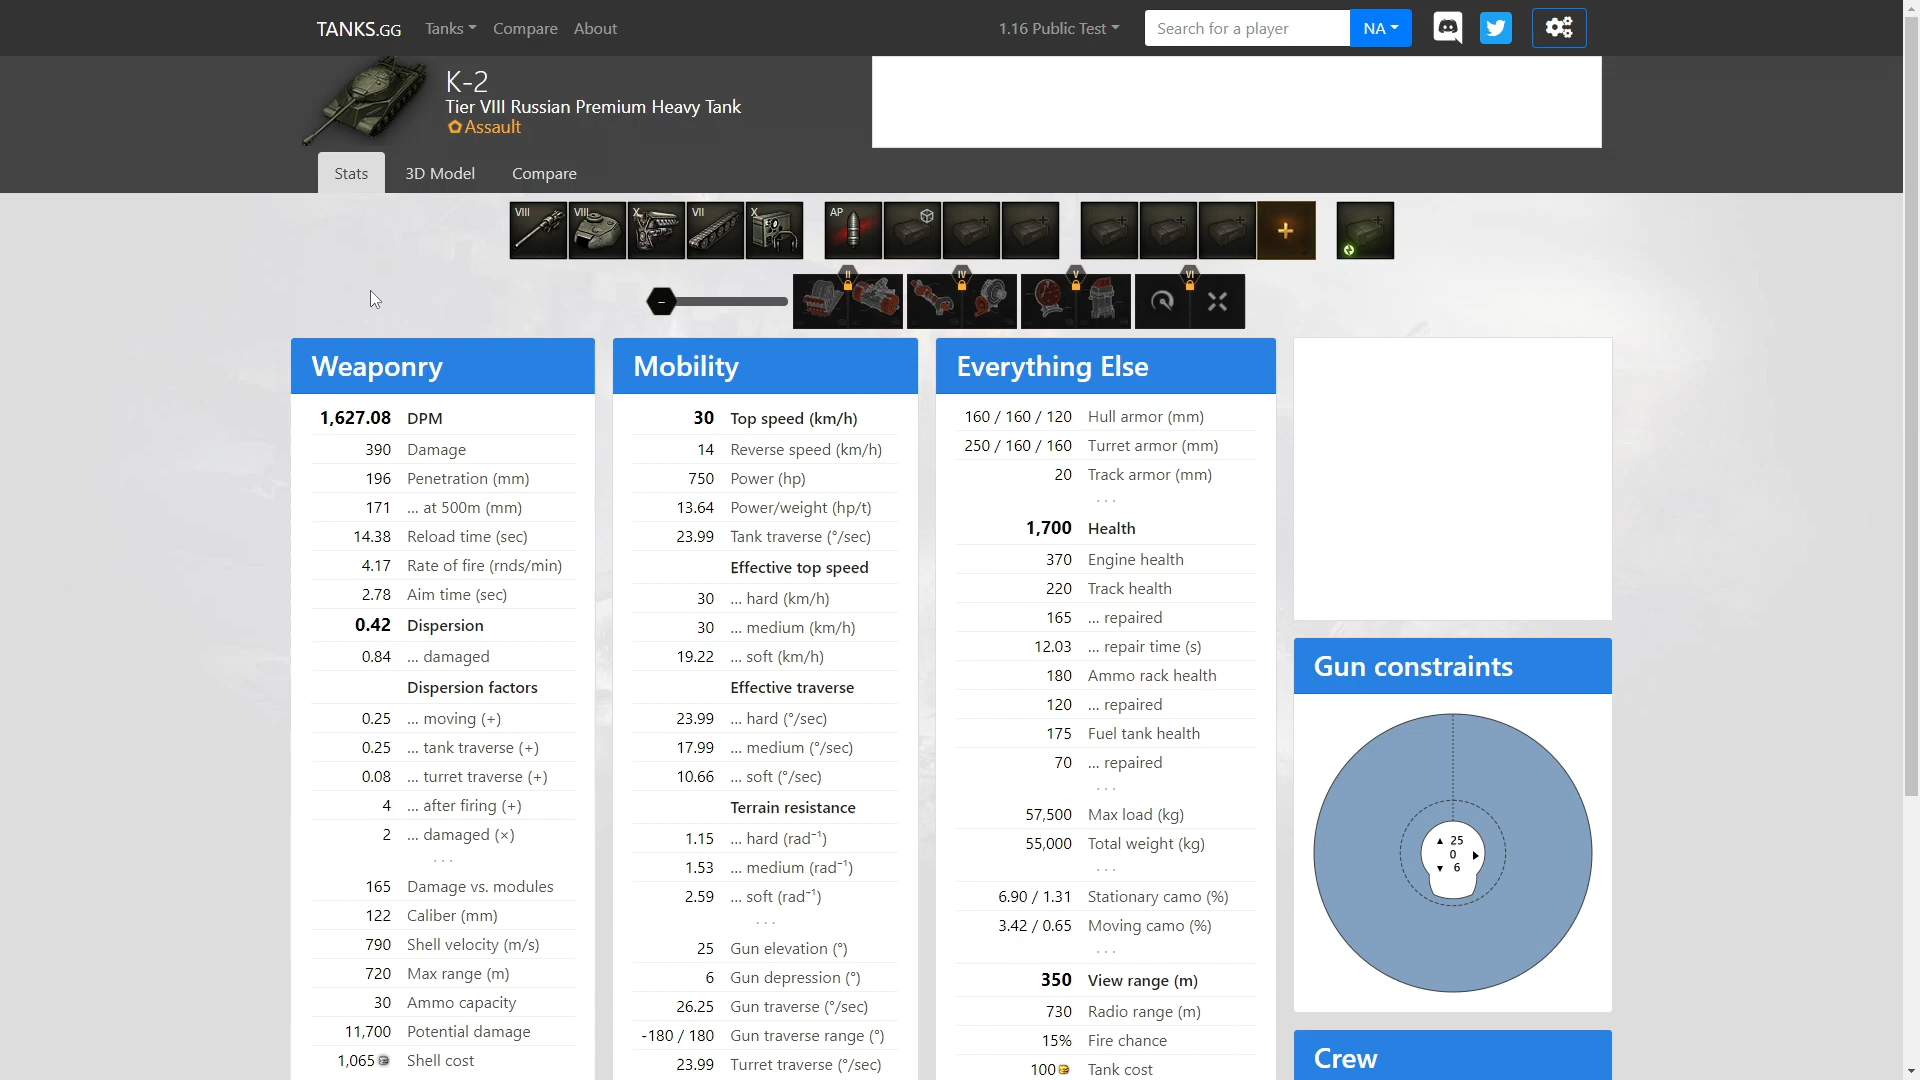 TANKS.GG Tanks Compare About 1.16 Public Test Search for a player NA
K-2
Tier VIII Russian Premium Heavy Tank
Assault
Stats 3D Model Compare
VIII VIII X VII X AP
II IV V VI
Weaponry
1,627.08 DPM
390 Damage
196 Penetration (mm)
171 ... at 500m (mm)
14.38 Reload time (sec)
4.17 Rate of fire (rnds/min)
2.78 Aim time (sec)
0.42 Dispersion
0.84 ... damaged
Dispersion factors
0.25 ... moving (+)
0.25 ... tank traverse (+)
0.08 ... turret traverse (+)
4 ... after firing (+)
2 ... damaged (×)
...
165 Damage vs. modules
122 Caliber (mm)
790 Shell velocity (m/s)
720 Max range (m)
30 Ammo capacity
11,700 Potential damage
1,065 Shell cost
Mobility
30 Top speed (km/h)
14 Reverse speed (km/h)
750 Power (hp)
13.64 Power/weight (hp/t)
23.99 Tank traverse (°/sec)
Effective top speed
30 ... hard (km/h)
30 ... medium (km/h)
19.22 ... soft (km/h)
Effective traverse
23.99 ... hard (°/sec)
17.99 ... medium (°/sec)
10.66 ... soft (°/sec)
Terrain resistance
1.15 ... hard (rad⁻¹)
1.53 ... medium (rad⁻¹)
2.59 ... soft (rad⁻¹)
...
25 Gun elevation (°)
6 Gun depression (°)
26.25 Gun traverse (°/sec)
-180 / 180 Gun traverse range (°)
23.99 Turret traverse (°/sec)
Everything Else
160 / 160 / 120 Hull armor (mm)
250 / 160 / 160 Turret armor (mm)
20 Track armor (mm)
...
1,700 Health
370 Engine health
220 Track health
165 ... repaired
12.03 ... repair time (s)
180 Ammo rack health
120 ... repaired
175 Fuel tank health
70 ... repaired
...
57,500 Max load (kg)
55,000 Total weight (kg)
...
6.90 / 1.31 Stationary camo (%)
3.42 / 0.65 Moving camo (%)
...
350 View range (m)
730 Radio range (m)
15% Fire chance
100 Tank cost
Gun constraints
▲ 25
0 ▶
▼ 6
Crew